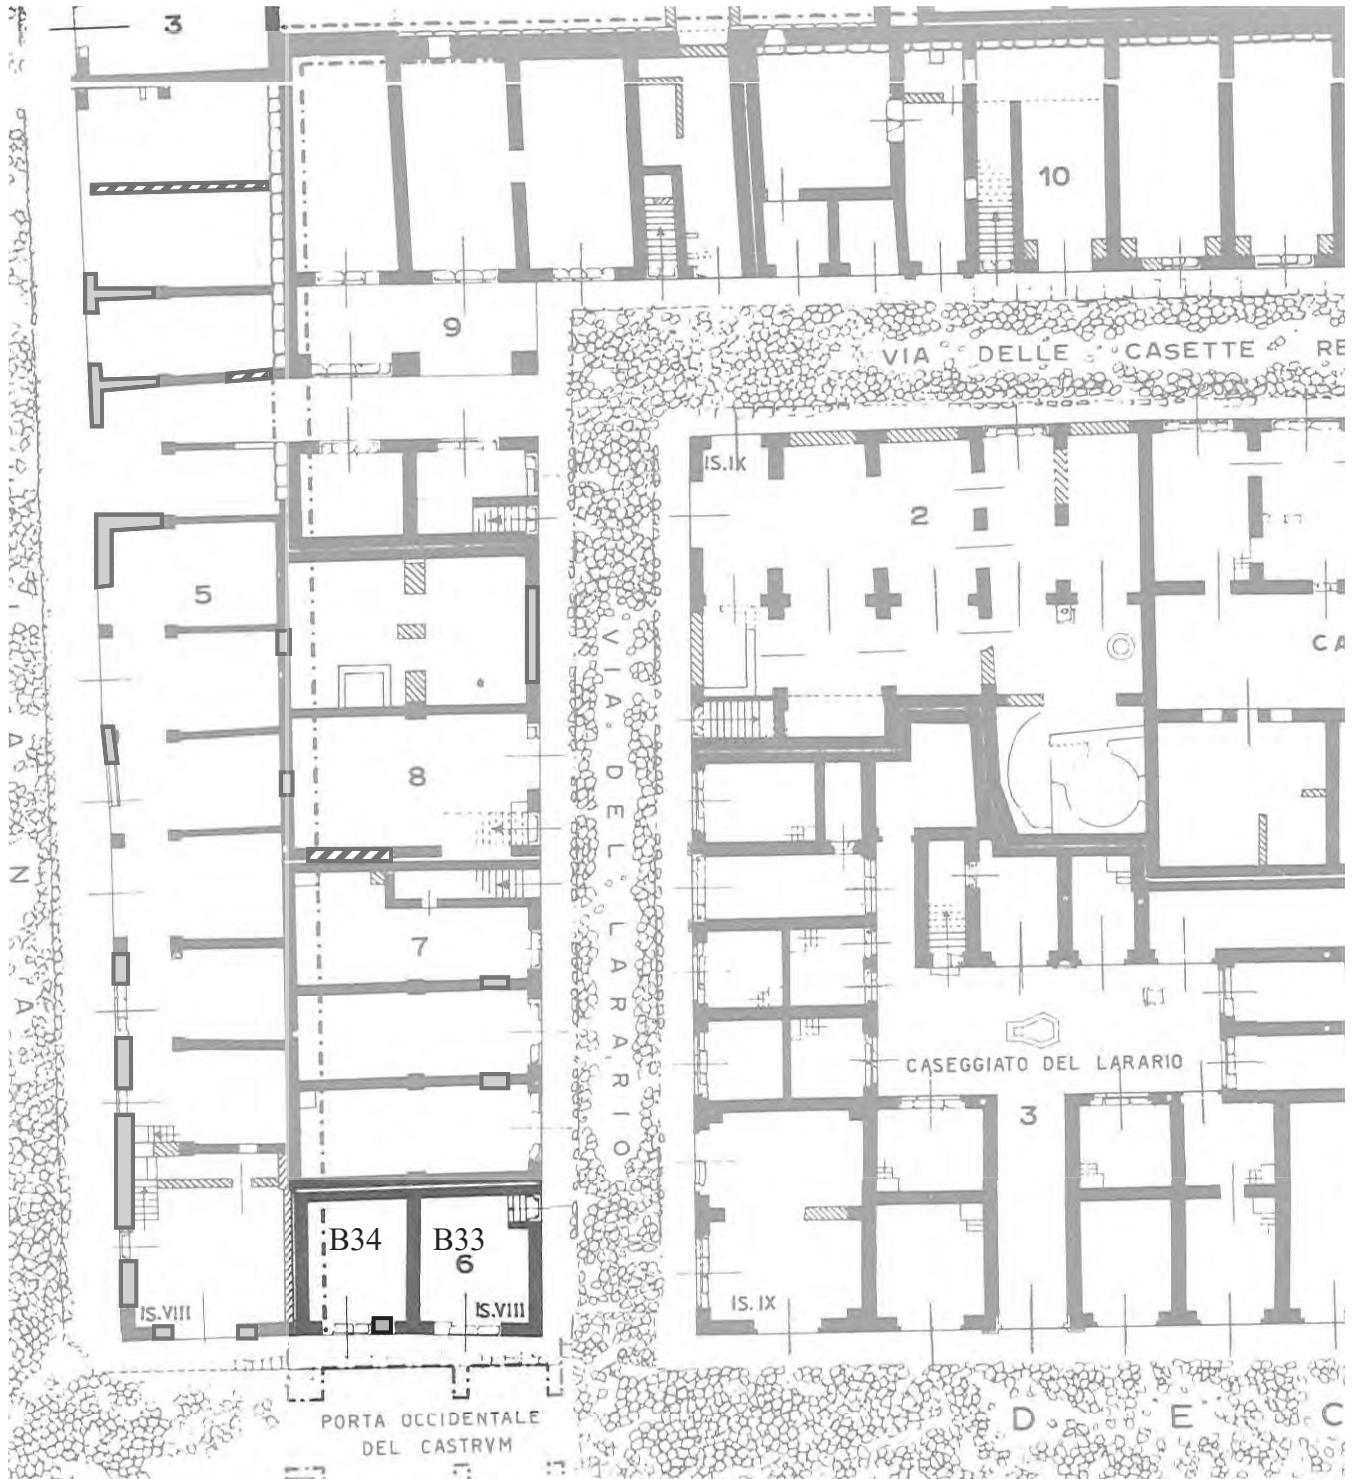 3
10
9
VIA DELLE CASETTE RE
IS.IX
2
5
CA
VIA DEL LARARIO
8
7
CASEGGIATO DEL LARARIO
3
B34 B33
6
IS.VIII
IS.VIII
IS.IX
PORTA OCCIDENTALE
DEL CASTRVM
D E C